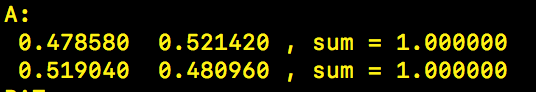 A:
0.478580 0.521420 , sum = 1.000000
0.519040 0.480960 , sum = 1.000000